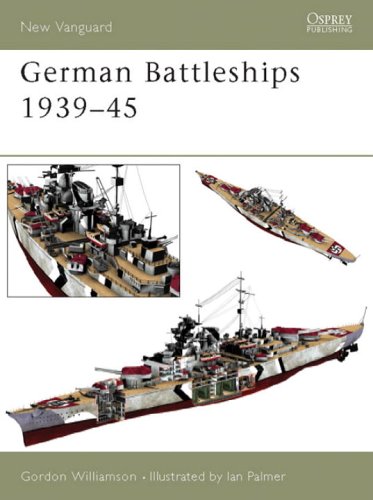 New Vanguard
OSPREY
PUBLISHING
German Battleships
1939–45
Gordon Williamson • Illustrated by Ian Palmer